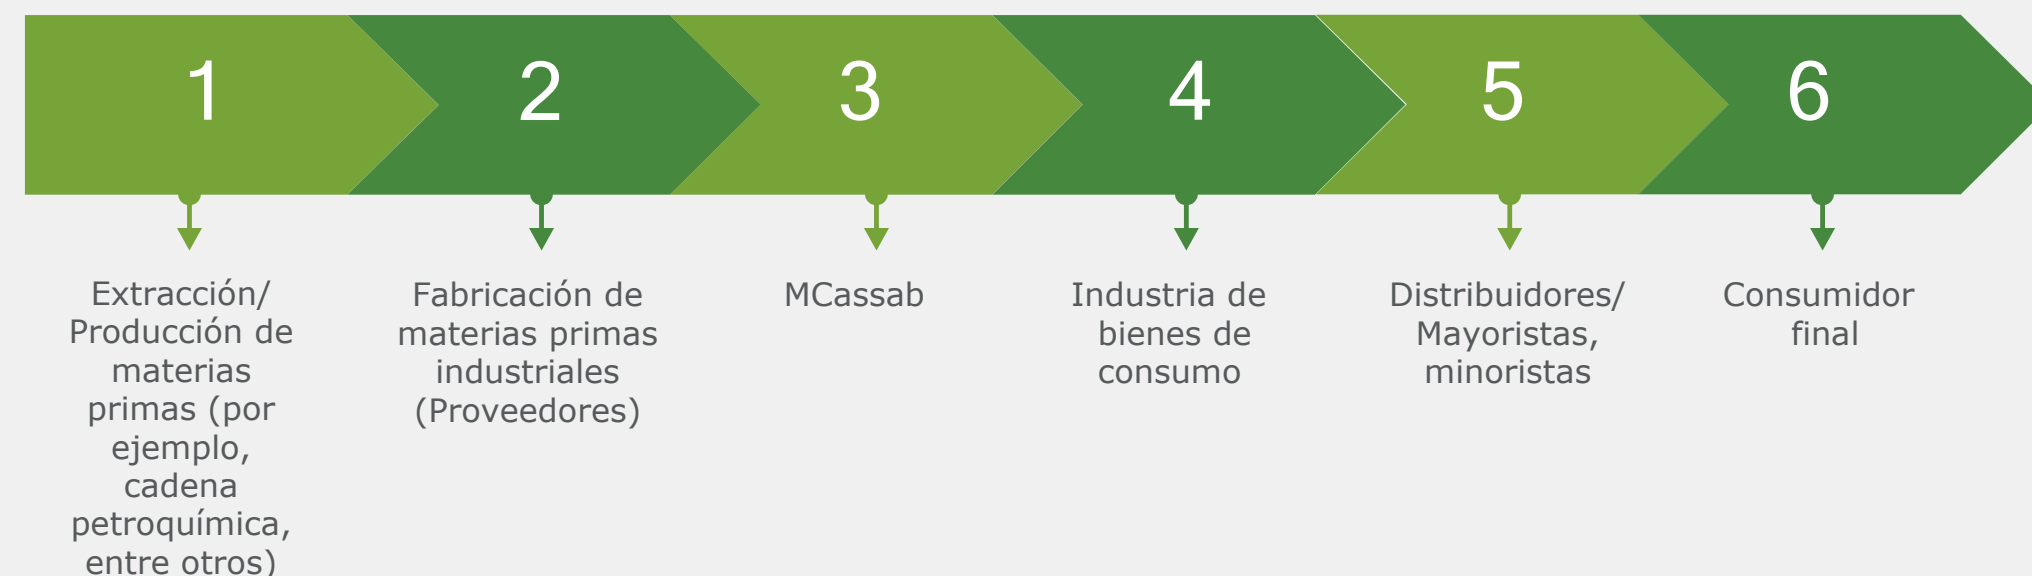 1
2
3
4
5
6
Extracción/
Producción de
materias
primas (por
ejemplo,
cadena
petroquímica,
entre otros)
Fabricación de
materias primas
industriales
(Proveedores)
MCassab
Industria de
bienes de
consumo
Distribuidores/
Mayoristas,
minoristas
Consumidor
final